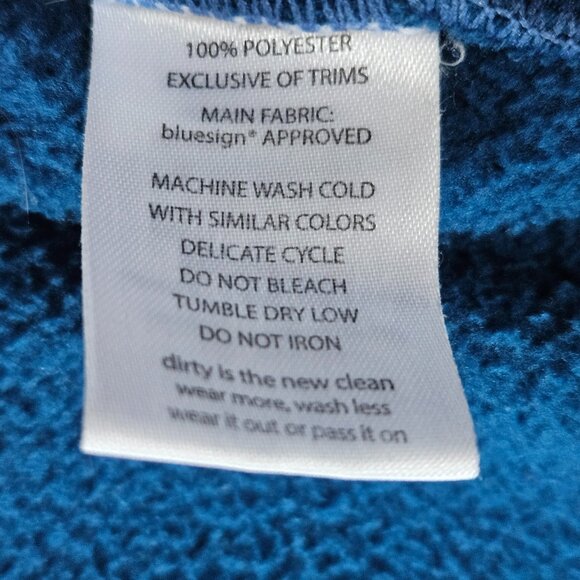 100% POLYESTER
EXCLUSIVE OF TRIMS
MAIN FABRIC:
bluesign® APPROVED
MACHINE WASH COLD
WITH SIMILAR COLORS
DELICATE CYCLE
DO NOT BLEACH
TUMBLE DRY LOW
DO NOT IRON
dirty is the new clean
wear more, wash less
wear it out or pass it on